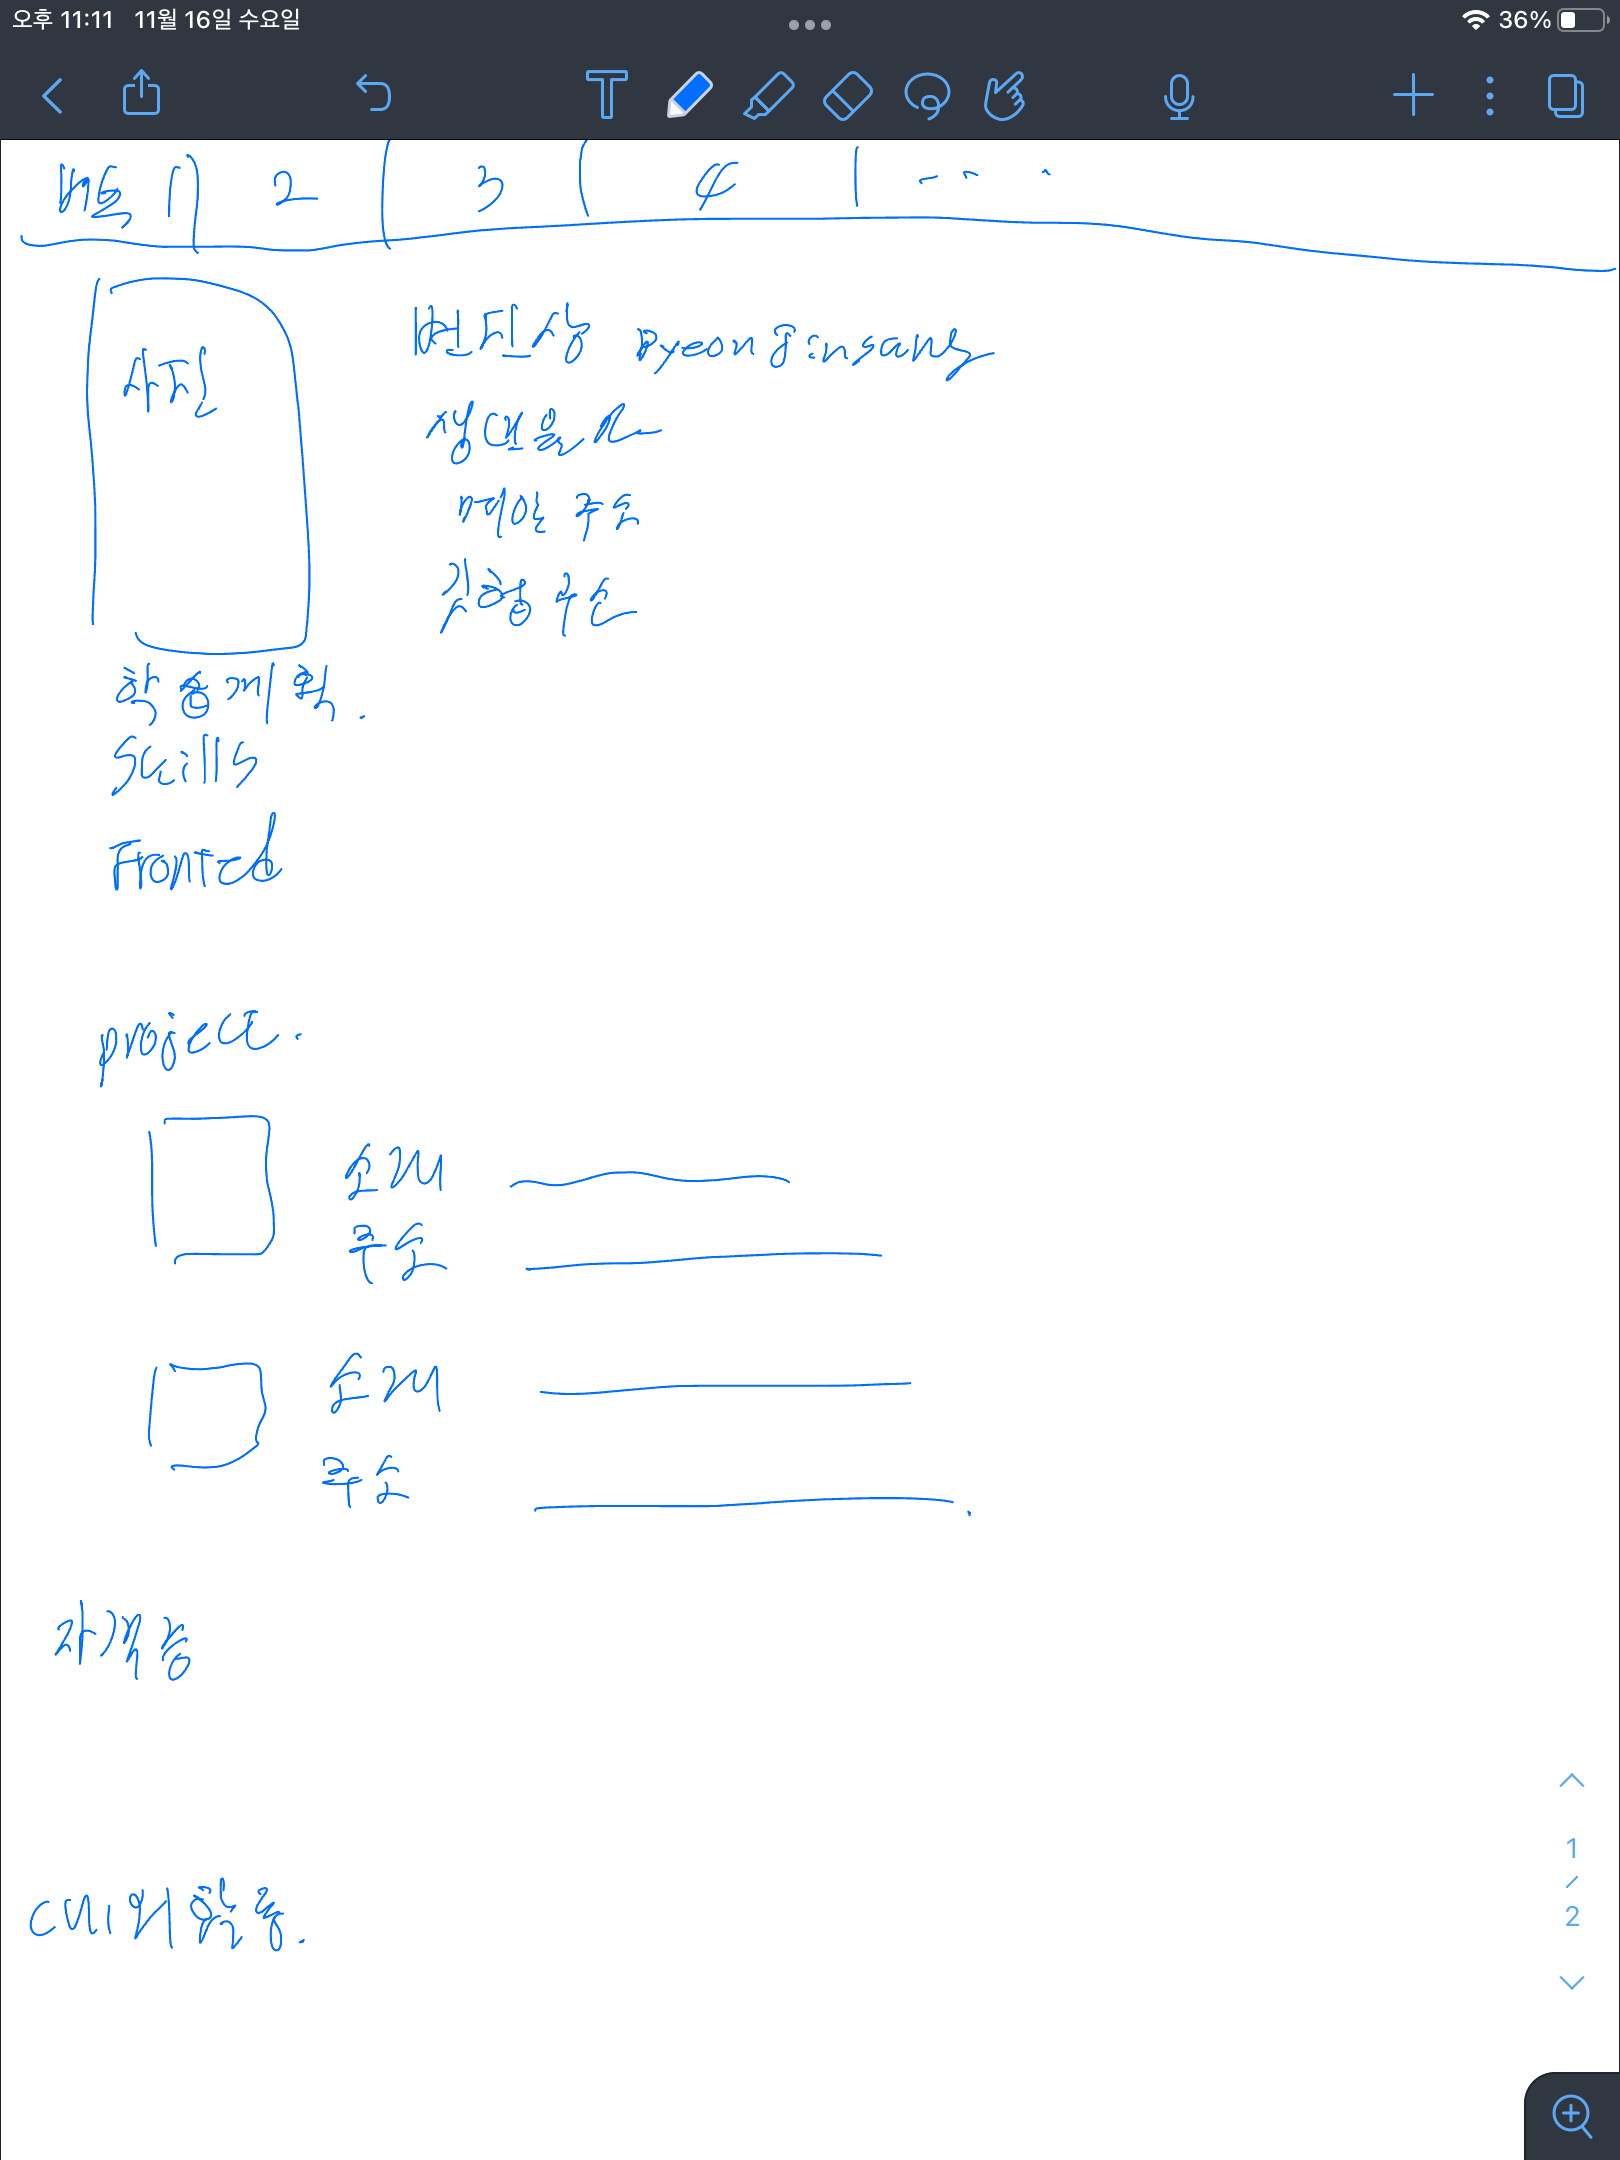 오후 11:11 11월 16일 수요일 36%
버튼 1 2 3 4 ...
사진
변진상 Byeonjinsang
생년월일
메일 주소
깃헙 주소
학습계획.
Skills
Fronted
project.
소개
주소
소개
주소
자격증
대외활동.
1
/
2